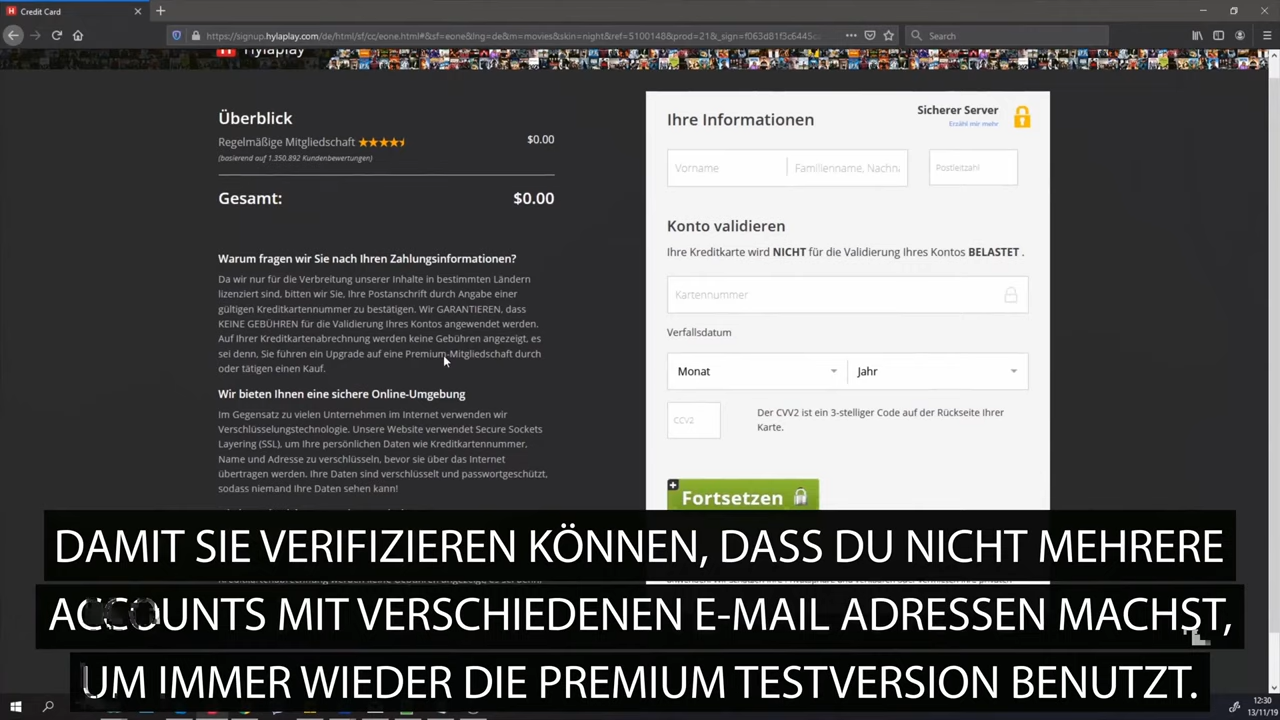 Credit Card
https://signup.hylaplay.com/de/html/sf/cc/eone.html#&sf=eone&lng=de&m=movies&skin=night&ref=5100148&prod=21&_sign=f063d81f3c6445c
Search
Hylaplay
Überblick
Regelmäßige Mitgliedschaft
$0.00
(basierend auf 1.350.892 Kundenbewertungen)
Gesamt:
$0.00
Warum fragen wir Sie nach Ihren Zahlungsinformationen?
Da wir nur für die Verbreitung unserer Inhalte in bestimmten Ländern
lizenziert sind, bitten wir Sie, Ihre Postanschrift durch Angabe einer
gültigen Kreditkartennummer zu bestätigen. Wir GARANTIEREN, dass
KEINE GEBÜHREN für die Validierung Ihres Kontos angewendet werden.
Auf Ihrer Kreditkartenabrechnung werden keine Gebühren angezeigt, es
sei denn, Sie führen ein Upgrade auf eine Premium-Mitgliedschaft durch
oder tätigen einen Kauf.
Wir bieten Ihnen eine sichere Online-Umgebung
Im Gegensatz zu vielen Unternehmen im Internet verwenden wir
Verschlüsselungstechnologie. Unsere Website verwendet Secure Sockets
Layering (SSL), um Ihre persönlichen Daten wie Kreditkartennummer,
Name und Adresse zu verschlüsseln, bevor sie über das Internet
übertragen werden. Ihre Daten sind verschlüsselt und passwortgeschützt,
sodass niemand Ihre Daten sehen kann!
Ihre Informationen
Sicherer Server
Erzähl mir mehr
Vorname
Familienname, Nachn
Postleitzahl
Konto validieren
Ihre Kreditkarte wird NICHT für die Validierung Ihres Kontos BELASTET .
Kartennummer
Verfallsdatum
Monat
Jahr
CCV2
Der CVV2 ist ein 3-stelliger Code auf der Rückseite Ihrer
Karte.
Fortsetzen
DAMIT SIE VERIFIZIEREN KÖNNEN, DASS DU NICHT MEHRERE
ACCOUNTS MIT VERSCHIEDENEN E-MAIL ADRESSEN MACHST,
UM IMMER WIEDER DIE PREMIUM TESTVERSION BENUTZT.
12:30
13/11/19